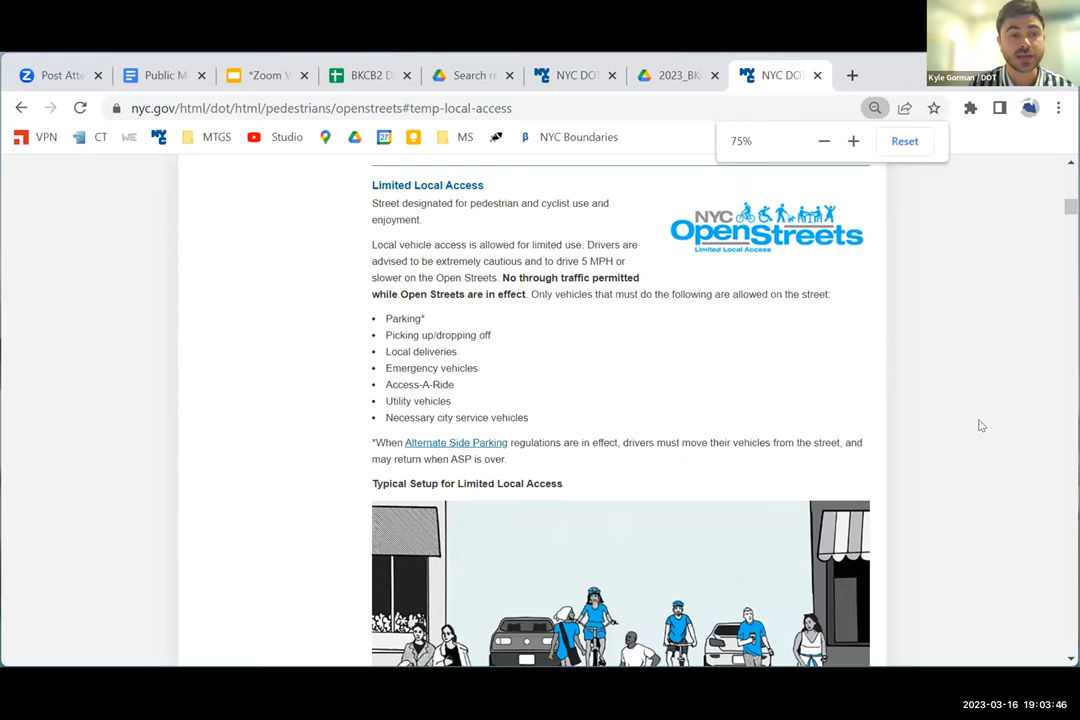 Kyle Gorman / DOT
Post Atte
Public M
*Zoom
BKCB2 D
Search re
NYC DO
2023_BK
NYC DO
nyc.gov/html/dot/html/pedestrians/openstreets#temp-local-access
VPN CT WE MTGS Studio 27 MS NYC Boundaries
75% Reset
Limited Local Access
Street designated for pedestrian and cyclist use and
enjoyment.
NYC
OpenStreets
Limited Local Access
Local vehicle access is allowed for limited use. Drivers are
advised to be extremely cautious and to drive 5 MPH or
slower on the Open Streets. No through traffic permitted
while Open Streets are in effect. Only vehicles that must do the following are allowed on the street:
• Parking*
• Picking up/dropping off
• Local deliveries
• Emergency vehicles
• Access-A-Ride
• Utility vehicles
• Necessary city service vehicles
*When Alternate Side Parking regulations are in effect, drivers must move their vehicles from the street, and
may return when ASP is over.
Typical Setup for Limited Local Access
2023-03-16 19:03:46